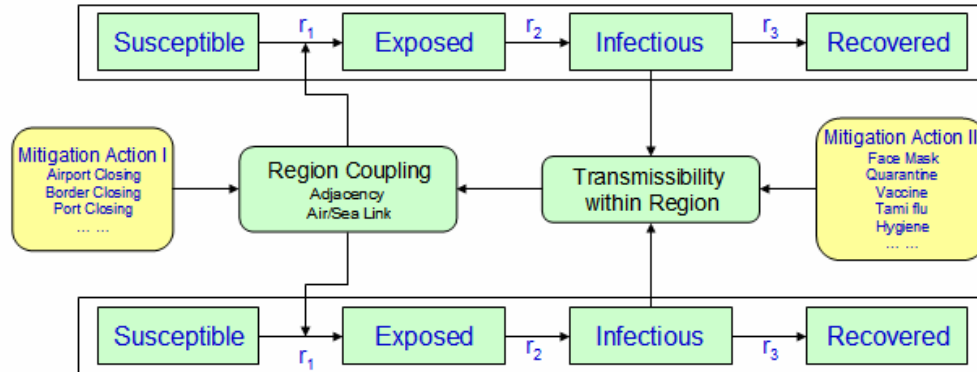 Susceptible r1 Exposed r2 Infectious r3 Recovered
Mitigation Action I
Airport Closing
Border Closing
Port Closing
... ...
Region Coupling
Adjacency
Air/Sea Link
Transmissibility
within Region
Mitigation Action II
Face Mask
Quarantine
Vaccine
Tami flu
Hygiene
... ...
Susceptible r1 Exposed r2 Infectious r3 Recovered